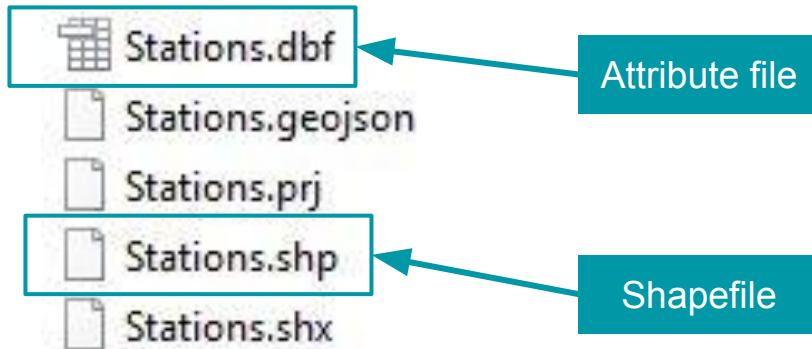 Stations.dbf
Attribute file
Stations.geojson
Stations.prj
Stations.shp
Shapefile
Stations.shx